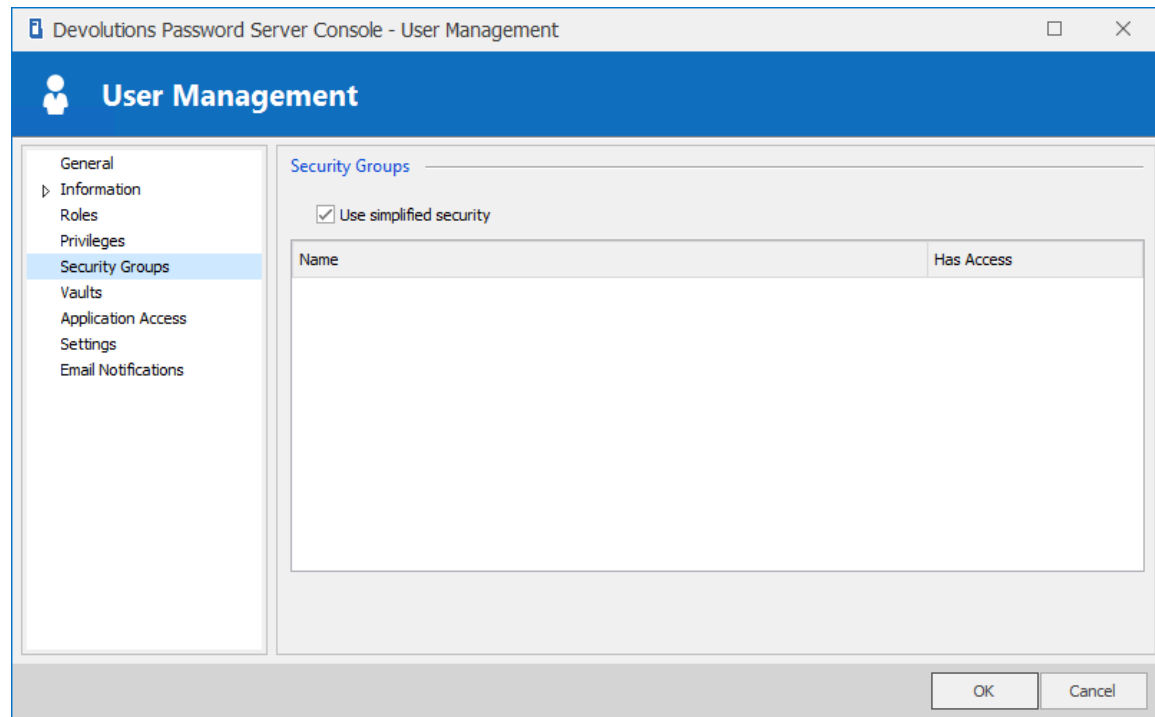 Devolutions Password Server Console - User Management
User Management
General
Information
Roles
Privileges
Security Groups
Vaults
Application Access
Settings
Email Notifications
Security Groups
Use simplified security
Name Has Access
OK Cancel